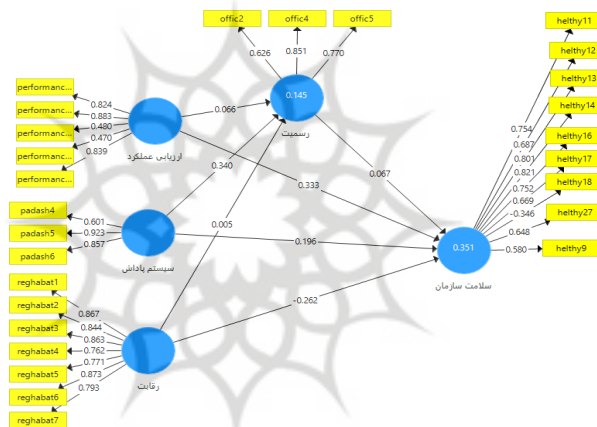 offic2
offic4
offic5
0.626
0.851
0.770
0.145
رسمیت
performanc...
performanc...
performanc...
performanc...
performanc...
0.824
0.883
0.480
0.470
0.839
ارزیابی عملکرد
0.066
0.340
0.005
0.067
0.333
0.196
-0.262
padash4
padash5
padash6
0.601
0.923
0.857
سیستم پاداش
reghabat1
reghabat2
reghabat3
reghabat4
reghabat5
reghabat6
reghabat7
0.867
0.844
0.863
0.762
0.771
0.873
0.793
رقابت
helthy11
helthy12
helthy13
helthy14
helthy16
helthy17
helthy18
helthy27
helthy9
0.754
0.687
0.801
0.821
0.752
0.669
-0.346
0.648
0.580
0.351
سلامت سازمان